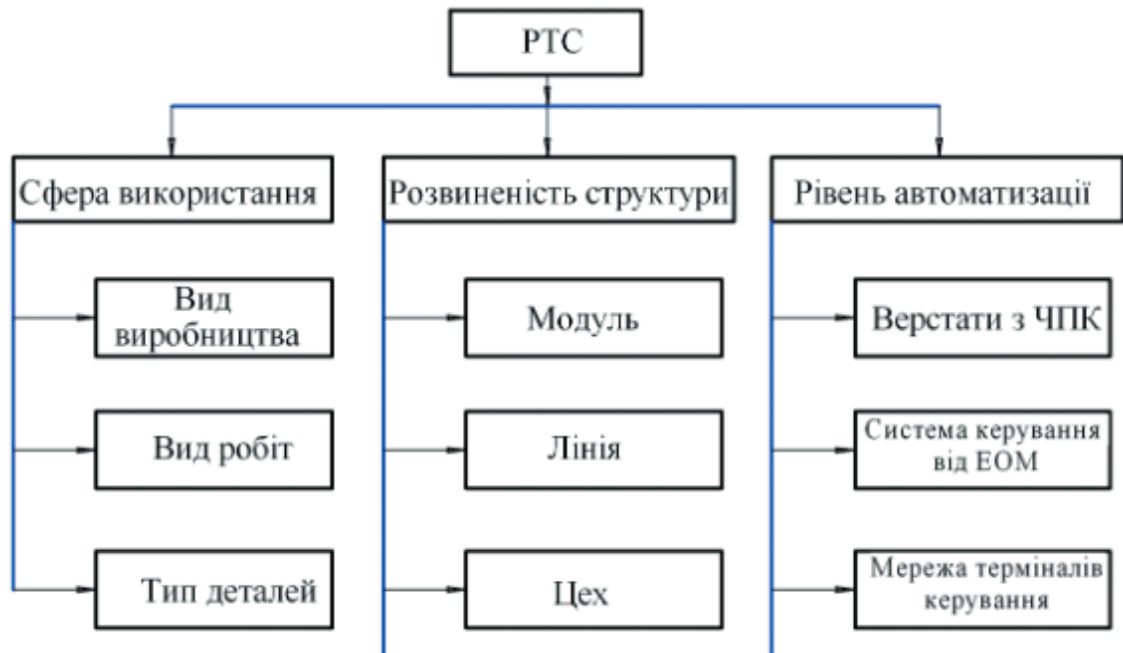 РТС
Сфера використання
Вид
виробництва
Вид робіт
Тип деталей
Розвиненість структури
Модуль
Лінія
Цех
Рівень автоматизації
Верстати з ЧПК
Система керування
від ЕОМ
Мережа терміналів
керування